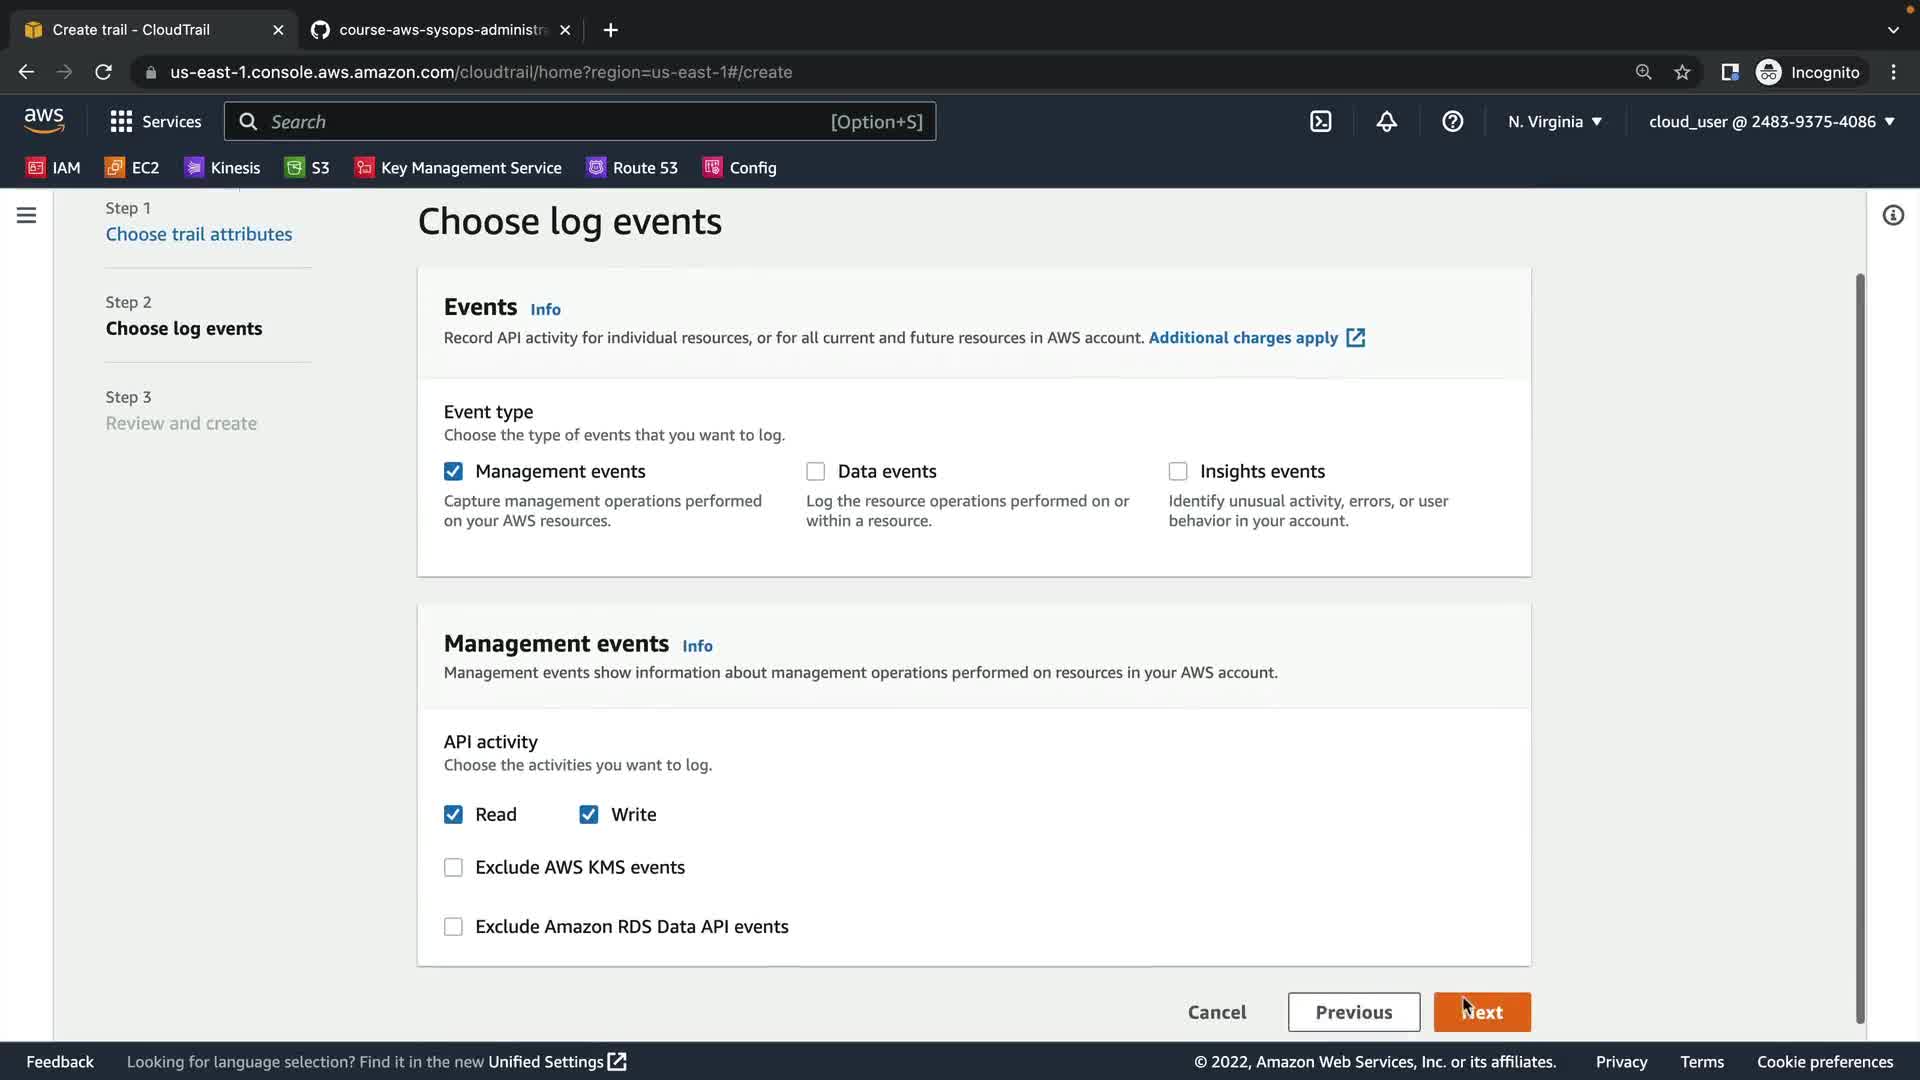 Create trail - CloudTrail
course-aws-sysops-administr
us-east-1.console.aws.amazon.com/cloudtrail/home?region=us-east-1#/create
Incognito
aws
Services
Search
[Option+S]
N. Virginia
cloud_user @ 2483-9375-4086
IAM
EC2
Kinesis
S3
Key Management Service
Route 53
Config
Step 1
Choose trail attributes
Step 2
Choose log events
Step 3
Review and create
Choose log events
Events Info
Record API activity for individual resources, or for all current and future resources in AWS account. Additional charges apply
Event type
Choose the type of events that you want to log.
Management events
Capture management operations performed
on your AWS resources.
Data events
Log the resource operations performed on or
within a resource.
Insights events
Identify unusual activity, errors, or user
behavior in your account.
Management events Info
Management events show information about management operations performed on resources in your AWS account.
API activity
Choose the activities you want to log.
Read
Write
Exclude AWS KMS events
Exclude Amazon RDS Data API events
Cancel
Previous
Next
Feedback
Looking for language selection? Find it in the new Unified Settings
© 2022, Amazon Web Services, Inc. or its affiliates.
Privacy
Terms
Cookie preferences